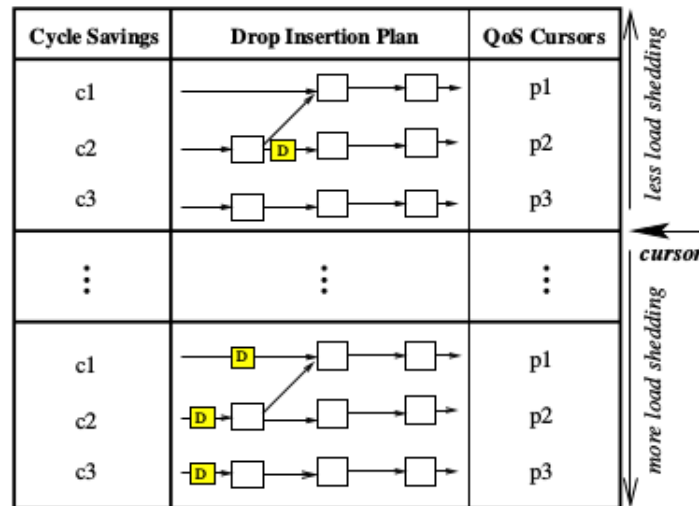 Cycle Savings Drop Insertion Plan QoS Cursors
c1 p1
c2 D p2
c3 p3
less load shedding
cursor
⋮ ⋮ ⋮
c1 D p1
c2 D p2
c3 D p3
more load shedding